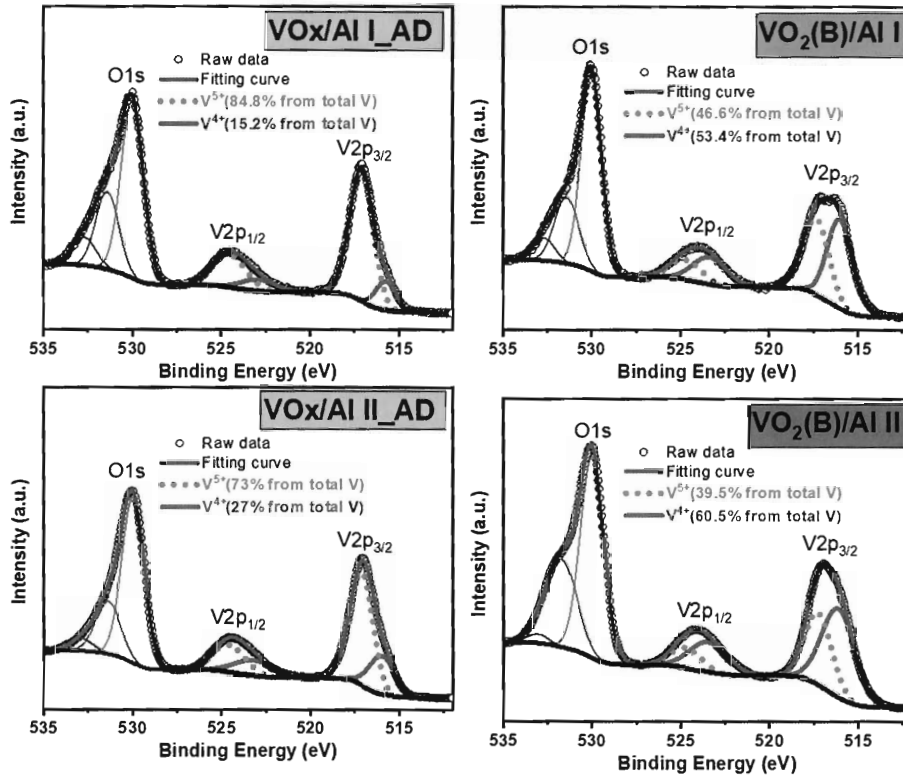 VOx/Al I_AD
O1s
Raw data
Fitting curve
V⁵⁺(84.8% from total V)
V⁴⁺(15.2% from total V)
V2p₃/₂
V2p₁/₂
Intensity (a.u.)
535 530 525 520 515
Binding Energy (eV)
VO₂(B)/Al I
O1s
Raw data
Fitting curve
V⁵⁺(46.6% from total V)
V⁴⁺(53.4% from total V)
V2p₃/₂
V2p₁/₂
Intensity (a.u.)
535 530 525 520 515
Binding Energy (eV)
VOx/Al II_AD
Raw data
Fitting curve
O1s
V⁵⁺(73% from total V)
V⁴⁺(27% from total V)
V2p₃/₂
V2p₁/₂
Intensity (a.u.)
535 530 525 520 515
Binding Energy (eV)
VO₂(B)/Al II
O1s
Raw data
Fitting curve
V⁵⁺(39.5% from total V)
V⁴⁺(60.5% from total V)
V2p₃/₂
V2p₁/₂
Intensity (a.u.)
535 530 525 520 515
Binding Energy (eV)